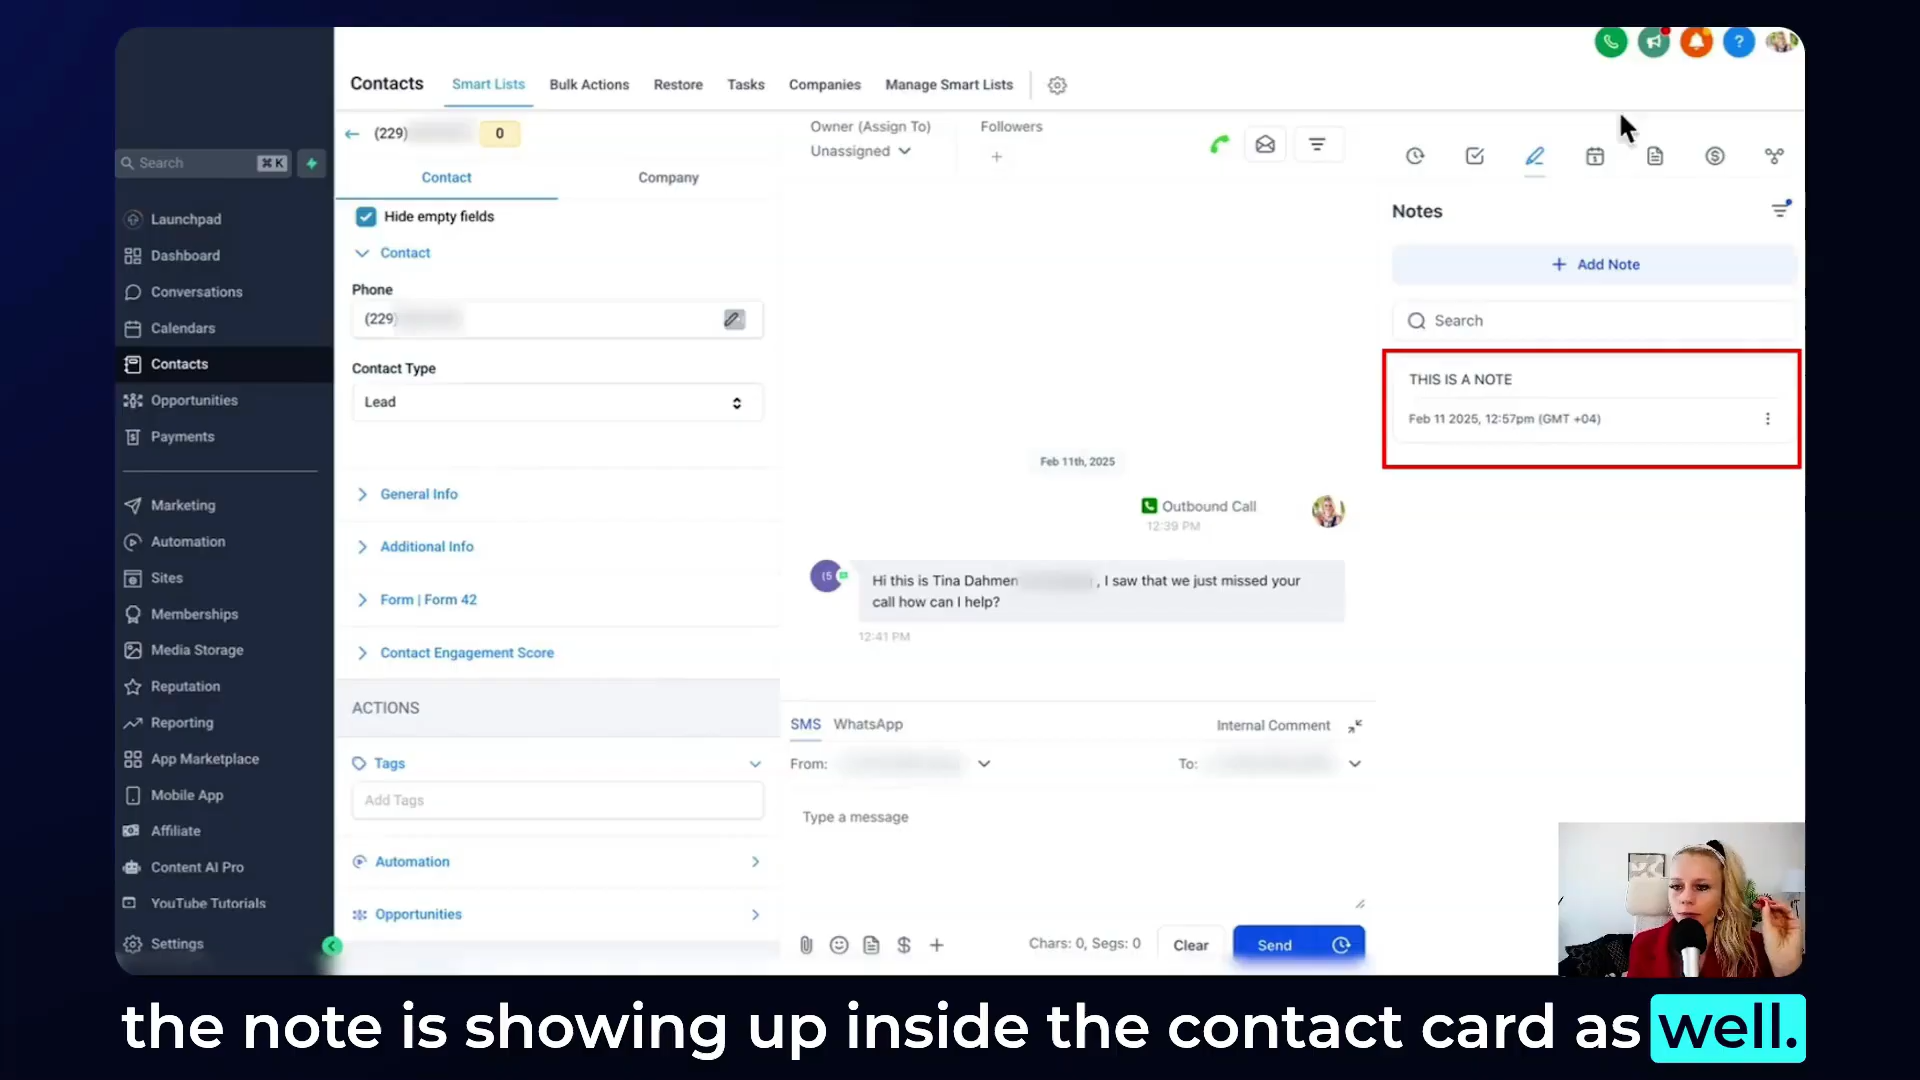 Search
⌘ K
Launchpad
Dashboard
Conversations
Calendars
Contacts
Opportunities
Payments
Marketing
Automation
Sites
Memberships
Media Storage
Reputation
Reporting
App Marketplace
Mobile App
Affiliate
Content AI Pro
YouTube Tutorials
Settings
Contacts
Smart Lists
Bulk Actions
Restore
Tasks
Companies
Manage Smart Lists
(229)
0
Contact
Company
Hide empty fields
Contact
Phone
(229)
Contact Type
Lead
General Info
Additional Info
Form | Form 42
Contact Engagement Score
ACTIONS
Tags
Add Tags
Automation
Opportunities
Owner (Assign To)
Unassigned
Followers
Feb 11th, 2025
Outbound Call
12:39 PM
(5
Hi this is Tina Dahmen , I saw that we just missed your
call how can I help?
12:41 PM
SMS WhatsApp
Internal Comment
From:
To:
Type a message
Chars: 0, Segs: 0
Clear
Send
Notes
+ Add Note
Search
THIS IS A NOTE
Feb 11 2025, 12:57pm (GMT +04)
the note is showing up inside the contact card as well.